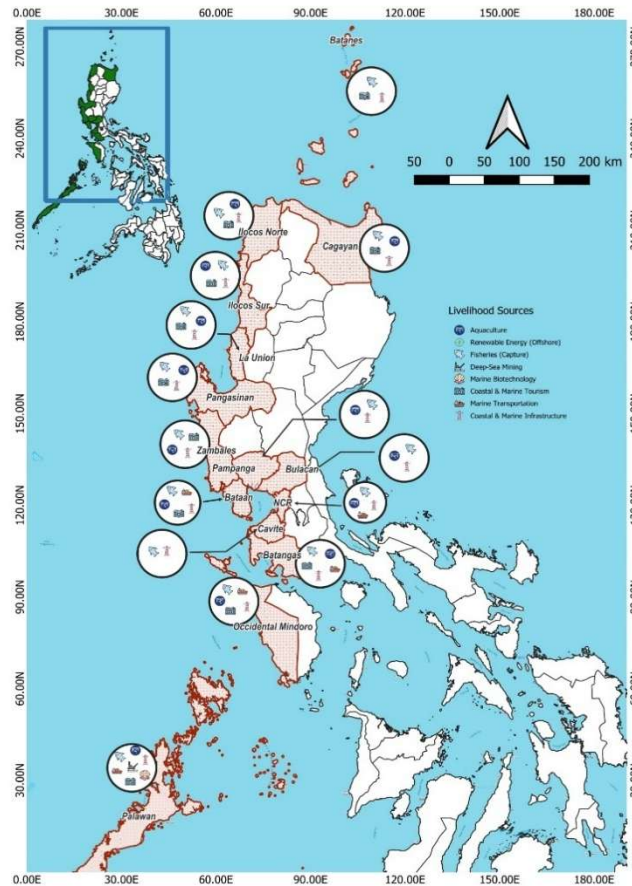 0.00E 30.00E 60.00E 90.00E 120.00E 150.00E 180.00E
270.00N
240.00N
210.00N
180.00N
150.00N
120.00N
90.00N
60.00N
30.00N
Batanes
50 0 50 100 150 200 km
Ilocos Norte
Cagayan
Ilocos Sur
La Union
Pangasinan
Zambales
Pampanga
Bulacan
Bataan
NCR
Cavite
Batangas
Occidental Mindoro
Palawan
Livelihood Sources
Aquaculture
Renewable Energy (Offshore)
Fisheries (Capture)
Deep-Sea Mining
Marine Biotechnology
Coastal & Marine Tourism
Marine Transportation
Coastal & Marine Infrastructure
0.00E 30.00E 60.00E 90.00E 120.00E 150.00E 180.00E